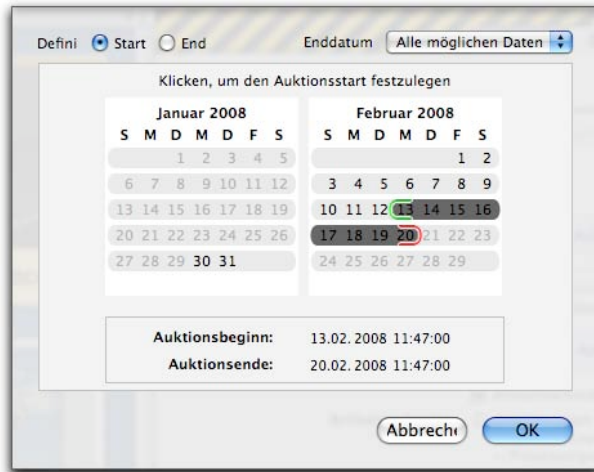 Defini Start End Enddatum Alle möglichen Daten
Klicken, um den Auktionsstart festzulegen
Januar 2008 Februar 2008
S M D M D F S S M D M D F S
1 2 3 4 5 1 2
6 7 8 9 10 11 12 3 4 5 6 7 8 9
13 14 15 16 17 18 19 10 11 12 13 14 15 16
20 21 22 23 24 25 26 17 18 19 20 21 22 23
27 28 29 30 31 24 25 26 27 28 29
Auktionsbeginn: 13.02.2008 11:47:00
Auktionsende: 20.02.2008 11:47:00
Abbreche OK